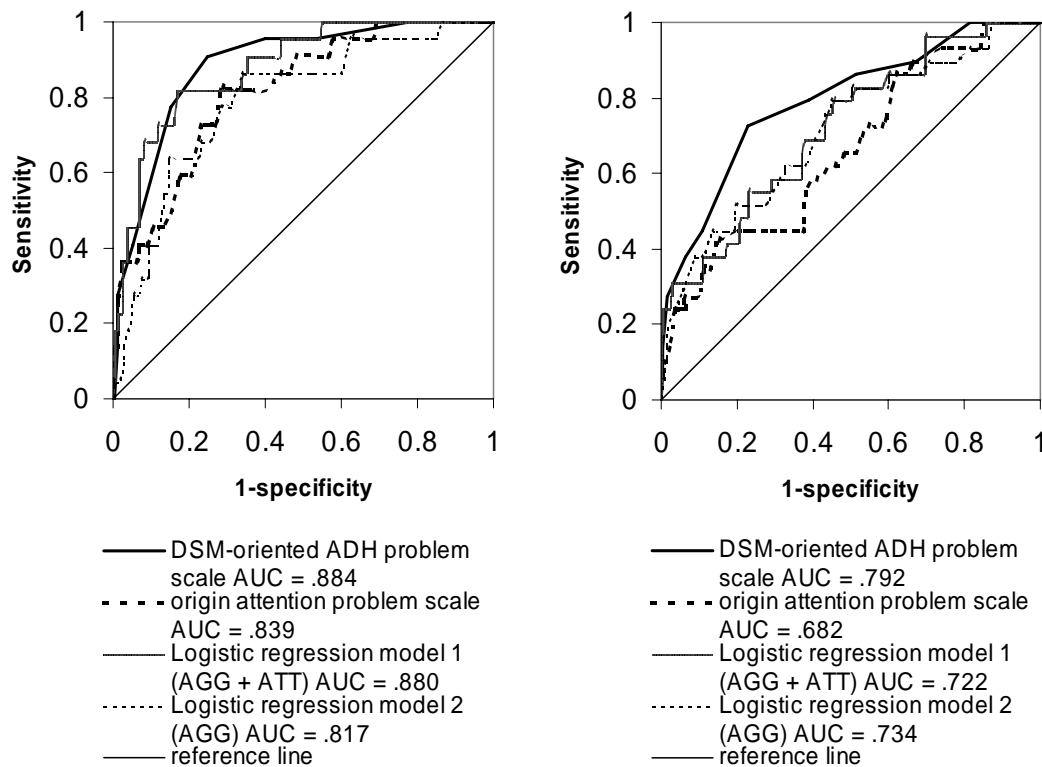 1
0.8
0.6
0.4
0.2
0
Sensitivity
0 0.2 0.4 0.6 0.8 1
1-specificity
DSM-oriented ADH problem
scale AUC = .884
origin attention problem scale
AUC = .839
Logistic regression model 1
(AGG + ATT) AUC = .880
Logistic regression model 2
(AGG) AUC = .817
reference line
1
0.8
0.6
0.4
0.2
0
Sensitivity
0 0.2 0.4 0.6 0.8 1
1-specificity
DSM-oriented ADH problem
scale AUC = .792
origin attention problem scale
AUC = .682
Logistic regression model 1
(AGG + ATT) AUC = .722
Logistic regression model 2
(AGG) AUC = .734
reference line